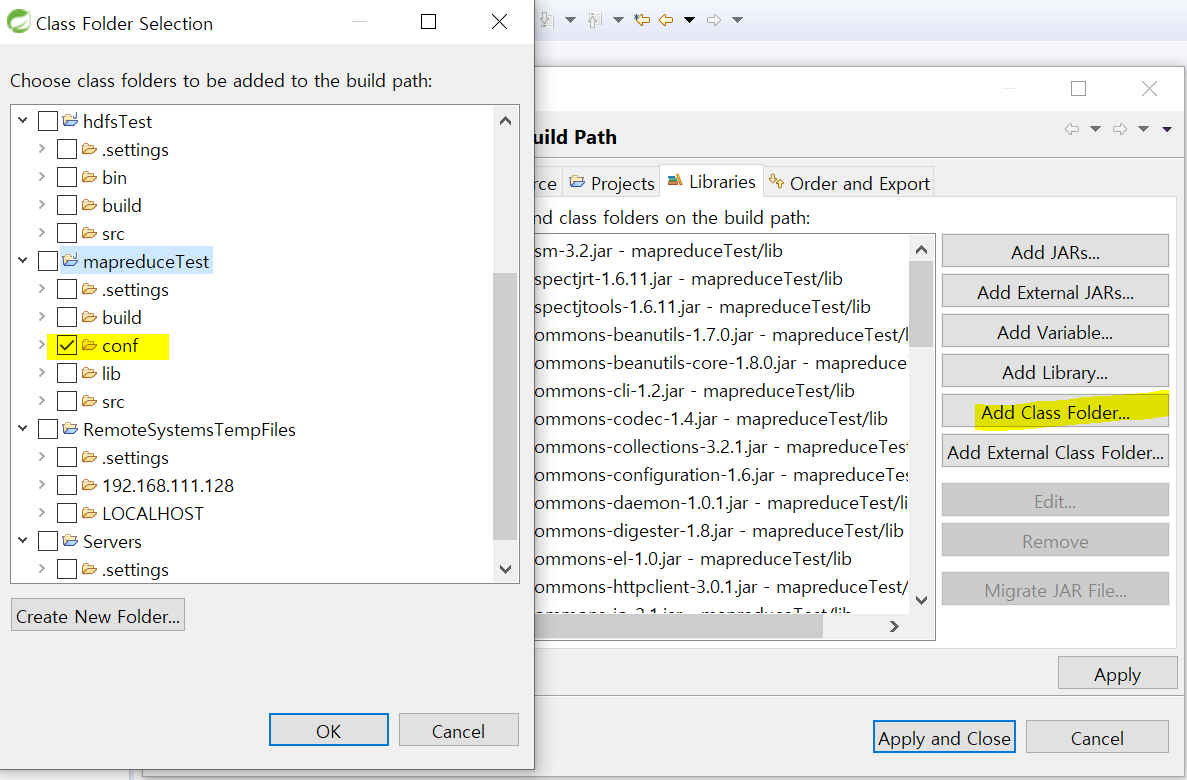 Class Folder Selection
Choose class folders to be added to the build path:
hdfsTest
.settings
bin
build
src
mapreduceTest
.settings
build
conf
lib
src
RemoteSystemsTempFiles
.settings
192.168.111.128
LOCALHOST
Servers
.settings
Create New Folder...
OK
Cancel
uild Path
rce
Projects
Libraries
Order and Export
nd class folders on the build path:
sm-3.2.jar - mapreduceTest/lib
spectjrt-1.6.11.jar - mapreduceTest/lib
spectjtools-1.6.11.jar - mapreduceTest/lib
ommons-beanutils-1.7.0.jar - mapreduceTest/l
ommons-beanutils-core-1.8.0.jar - mapreduce
ommons-cli-1.2.jar - mapreduceTest/lib
ommons-codec-1.4.jar - mapreduceTest/lib
ommons-collections-3.2.1.jar - mapreduceTest/
ommons-configuration-1.6.jar - mapreduceTes
ommons-daemon-1.0.1.jar - mapreduceTest/li
ommons-digester-1.8.jar - mapreduceTest/lib
ommons-el-1.0.jar - mapreduceTest/lib
ommons-httpclient-3.0.1.jar - mapreduceTest/
ommons-io-2.1.jar - mapreduceTest/lib
Add JARs...
Add External JARs...
Add Variable...
Add Library...
Add Class Folder...
Add External Class Folder...
Edit...
Remove
Migrate JAR File...
Apply
Apply and Close
Cancel